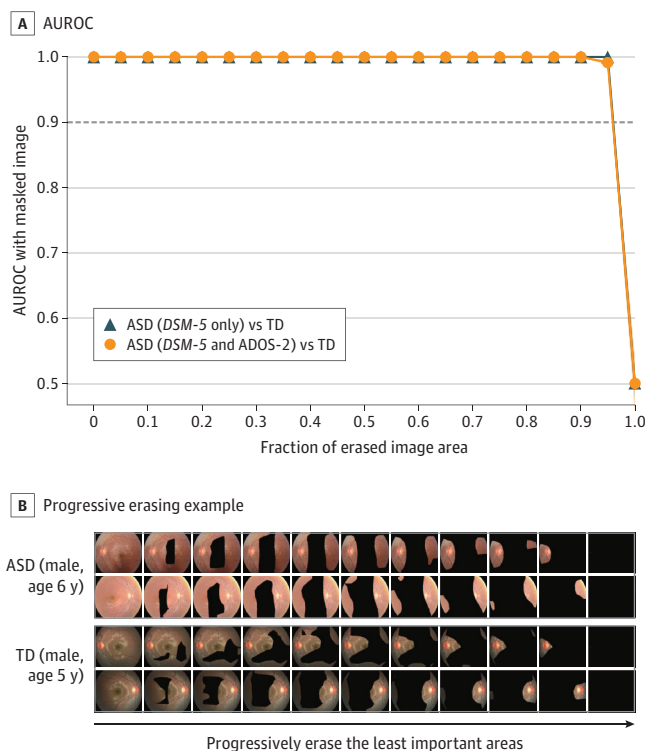 A AUROC
1.0
0.9
0.8
0.7
0.6
0.5
AUROC with masked image
ASD (DSM-5 only) vs TD
ASD (DSM-5 and ADOS-2) vs TD
0 0.1 0.2 0.3 0.4 0.5 0.6 0.7 0.8 0.9 1.0
Fraction of erased image area
B Progressive erasing example
ASD (male,
age 6 y)
TD (male,
age 5 y)
Progressively erase the least important areas